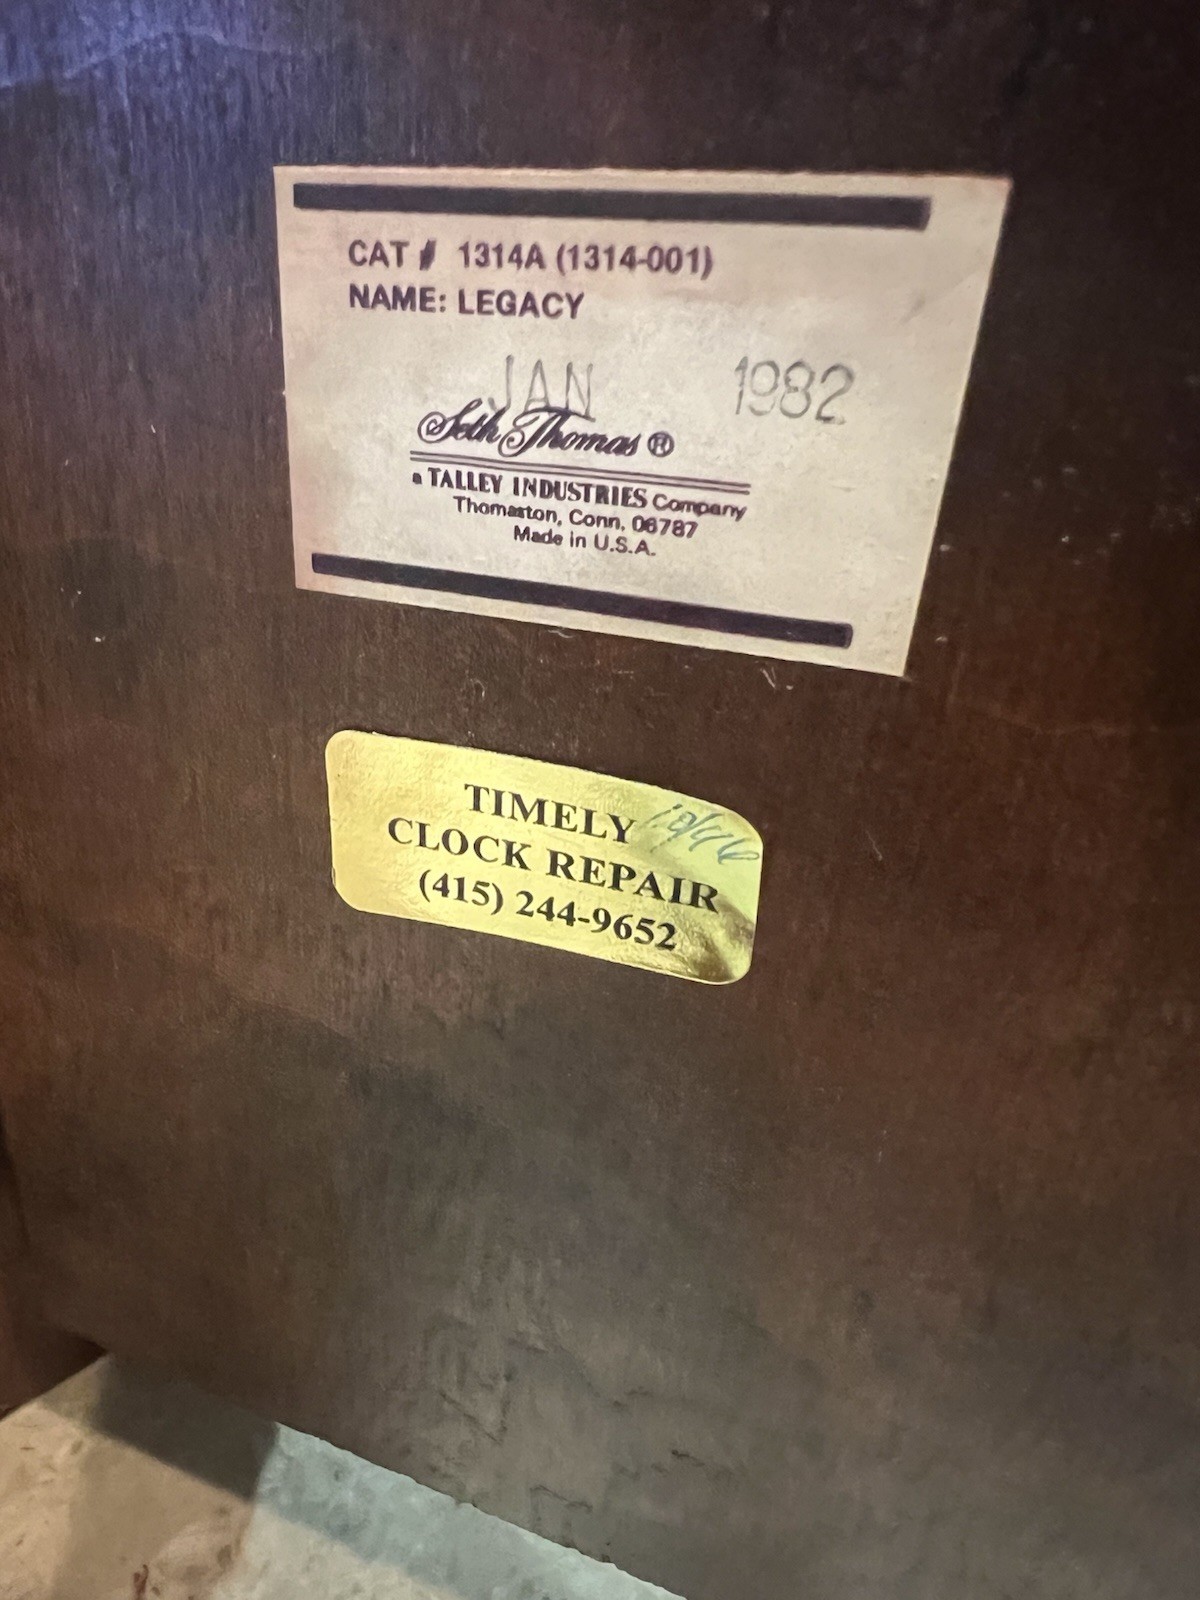 CAT # 1314A (1314-001)
NAME: LEGACY
JAN 1982
Seth Thomas ®
a TALLEY INDUSTRIES Company
Thomaston, Conn. 06787
Made in U.S.A.
TIMELY
CLOCK REPAIR
(415) 244-9652